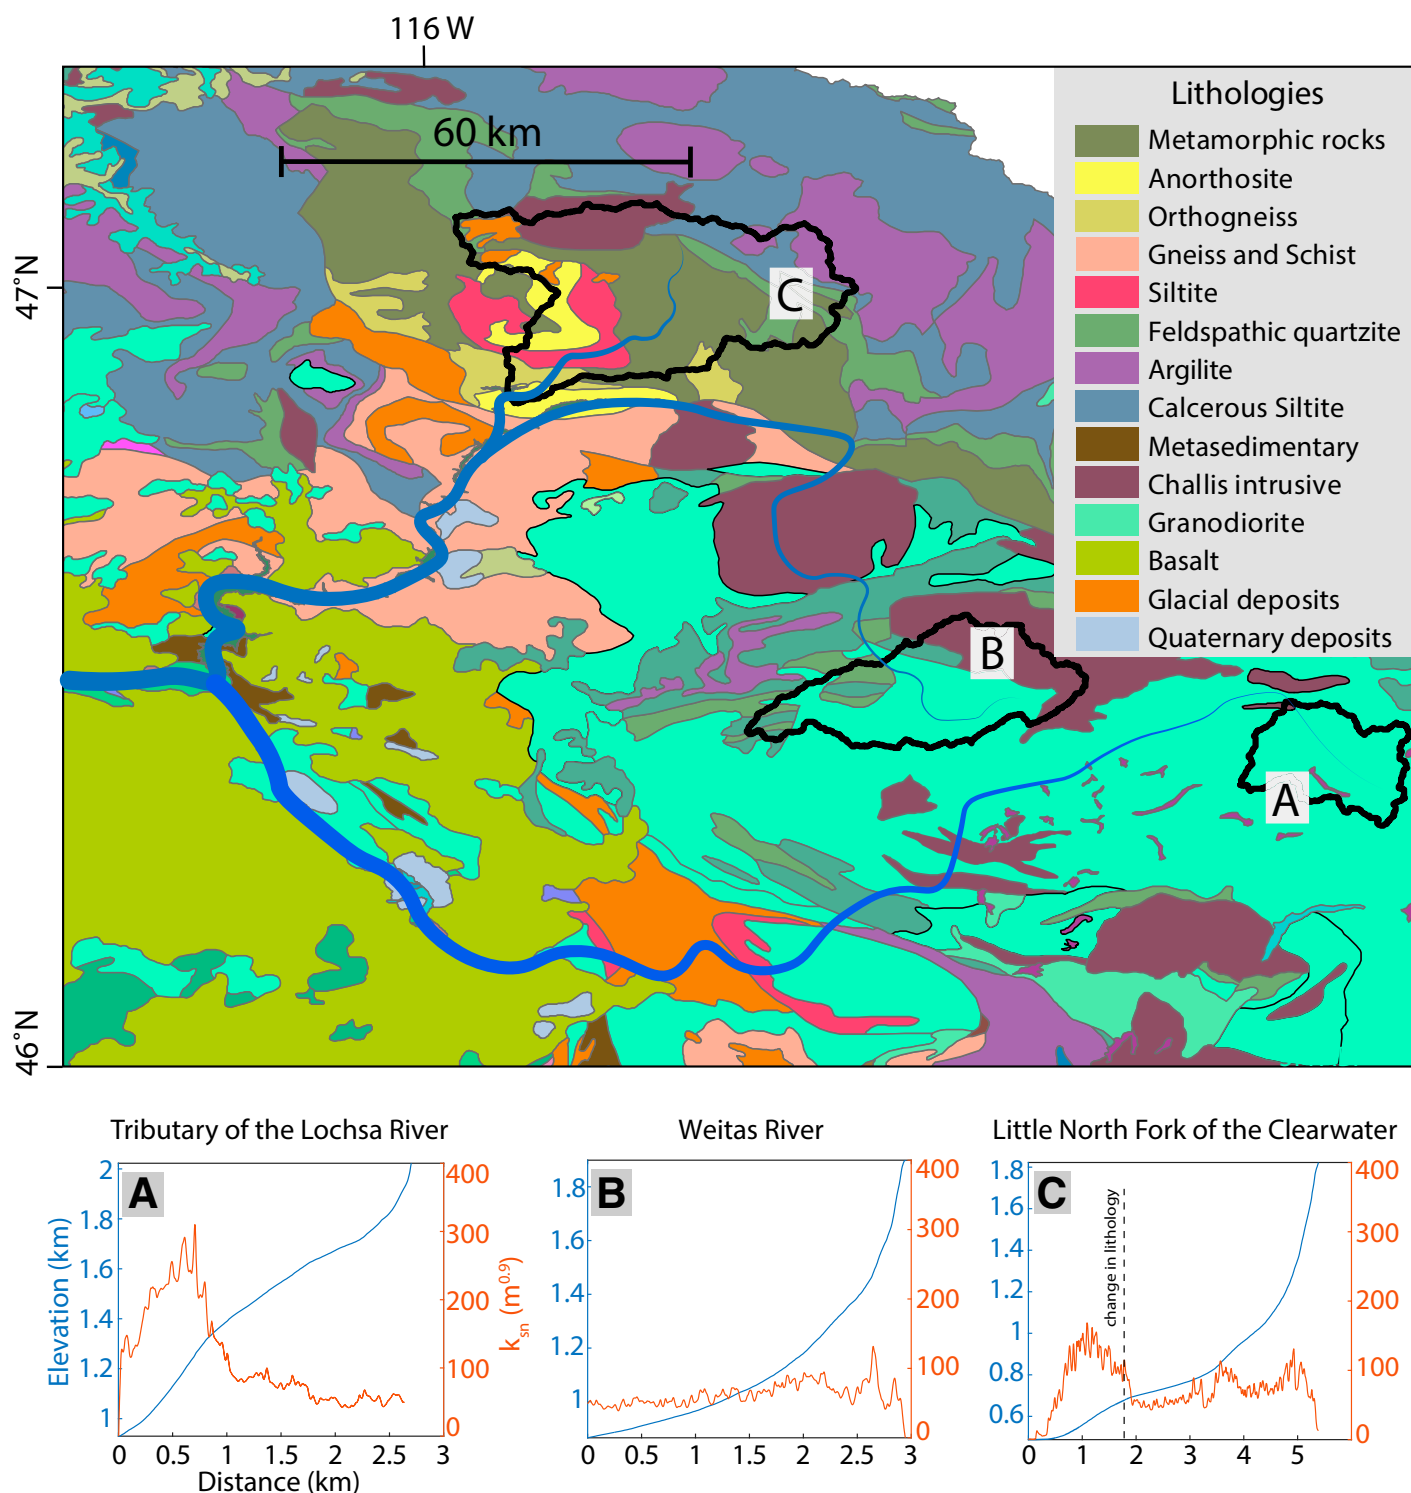 116 W
60 km
47°N
46°N
Lithologies
Metamorphic rocks
Anorthosite
Orthogneiss
Gneiss and Schist
Siltite
Feldspathic quartzite
Argilite
Calcerous Siltite
Metasedimentary
Challis intrusive
Granodiorite
Basalt
Glacial deposits
Quaternary deposits
C
B
A
Tributary of the Lochsa River
A
Elevation (km)
2
1.8
1.6
1.4
1.2
1
400
300
200
100
0
ksn (m0.9)
0 0.5 1 1.5 2 2.5 3
Distance (km)
Weitas River
B
1.8
1.6
1.4
1.2
1
400
300
200
100
0
0 0.5 1 1.5 2 2.5 3
Little North Fork of the Clearwater
C
change in lithology
1.8
1.6
1.4
1.2
1
0.8
0.6
400
300
200
100
0
0 1 2 3 4 5